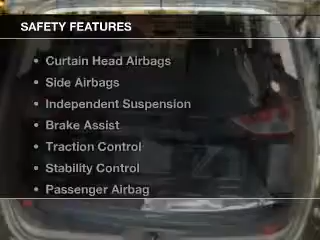 SAFETY FEATURES
• Curtain Head Airbags
• Side Airbags
• Independent Suspension
• Brake Assist
• Traction Control
• Stability Control
• Passenger Airbag